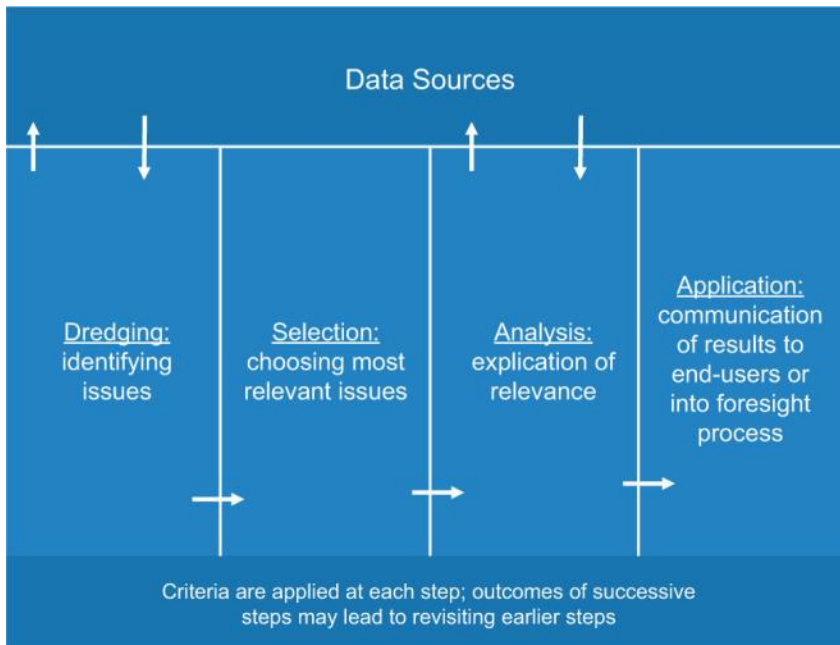 Data Sources
Dredging:
identifying
issues
Selection:
choosing most
relevant issues
Analysis:
explication of
relevance
Application:
communication
of results to
end-users or
into foresight
process
Criteria are applied at each step; outcomes of successive
steps may lead to revisiting earlier steps